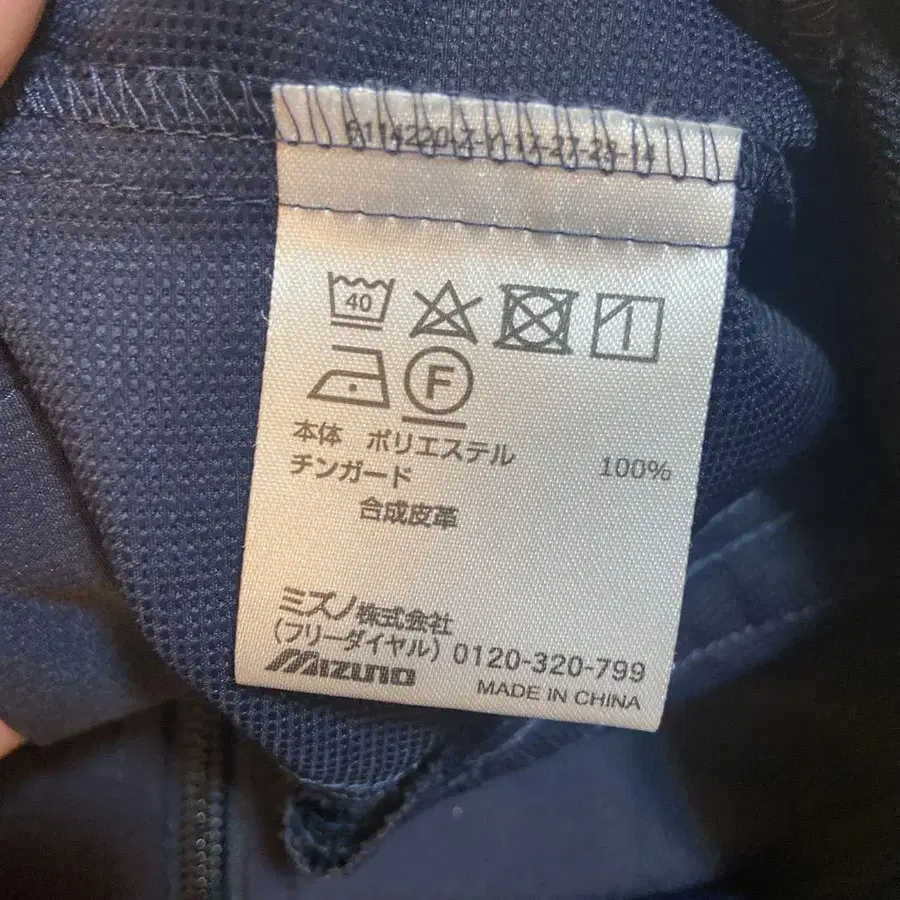 40
F
本体 ポリエステル 100%
チンガード
合成皮革
ミズノ株式会社
(フリーダイヤル) 0120-320-799
Mizuno
MADE IN CHINA